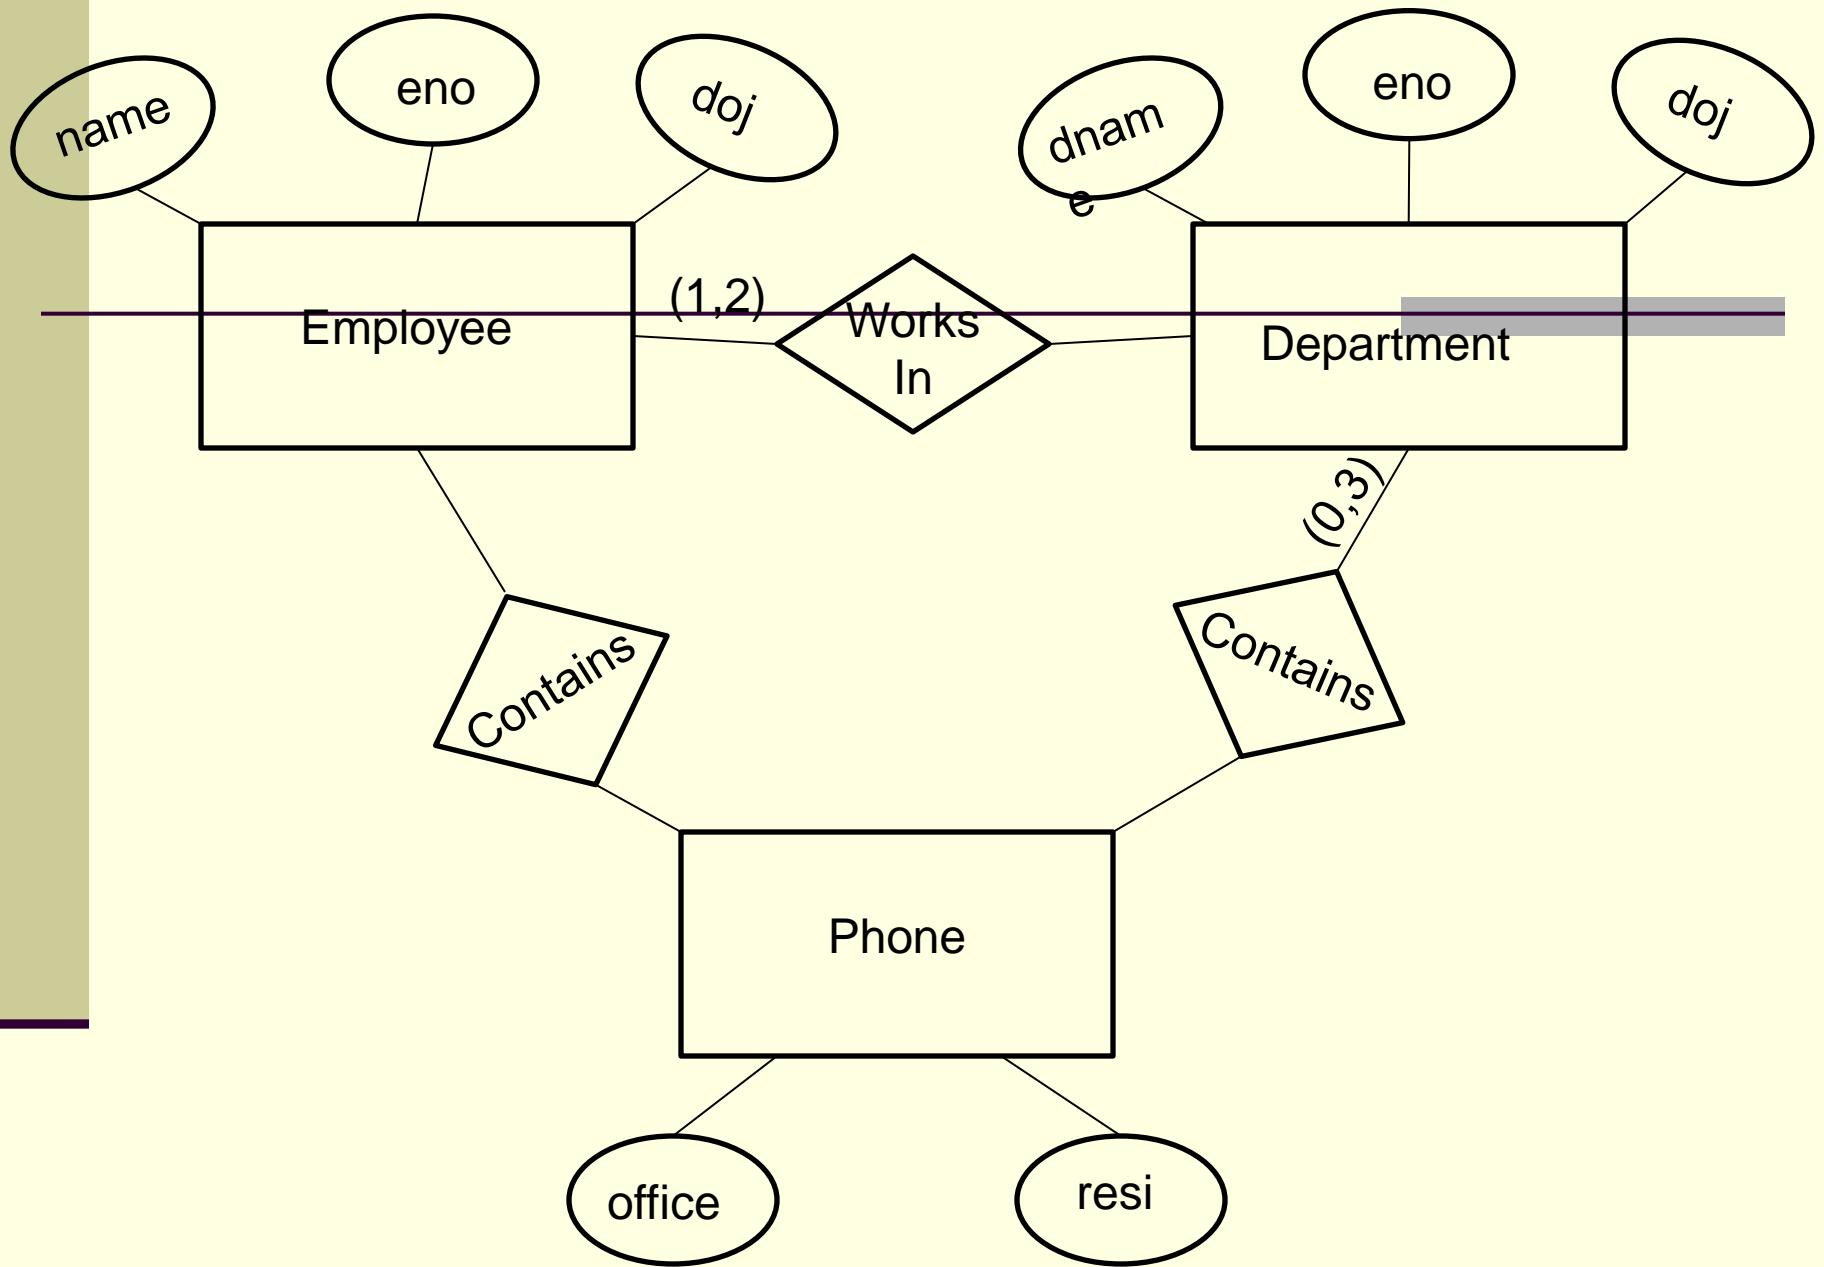 name
eno
doj
dnam
e
eno
doj
Employee
(1,2)
Works
In
Department
(0,3)
Contains
Contains
Phone
office
resi